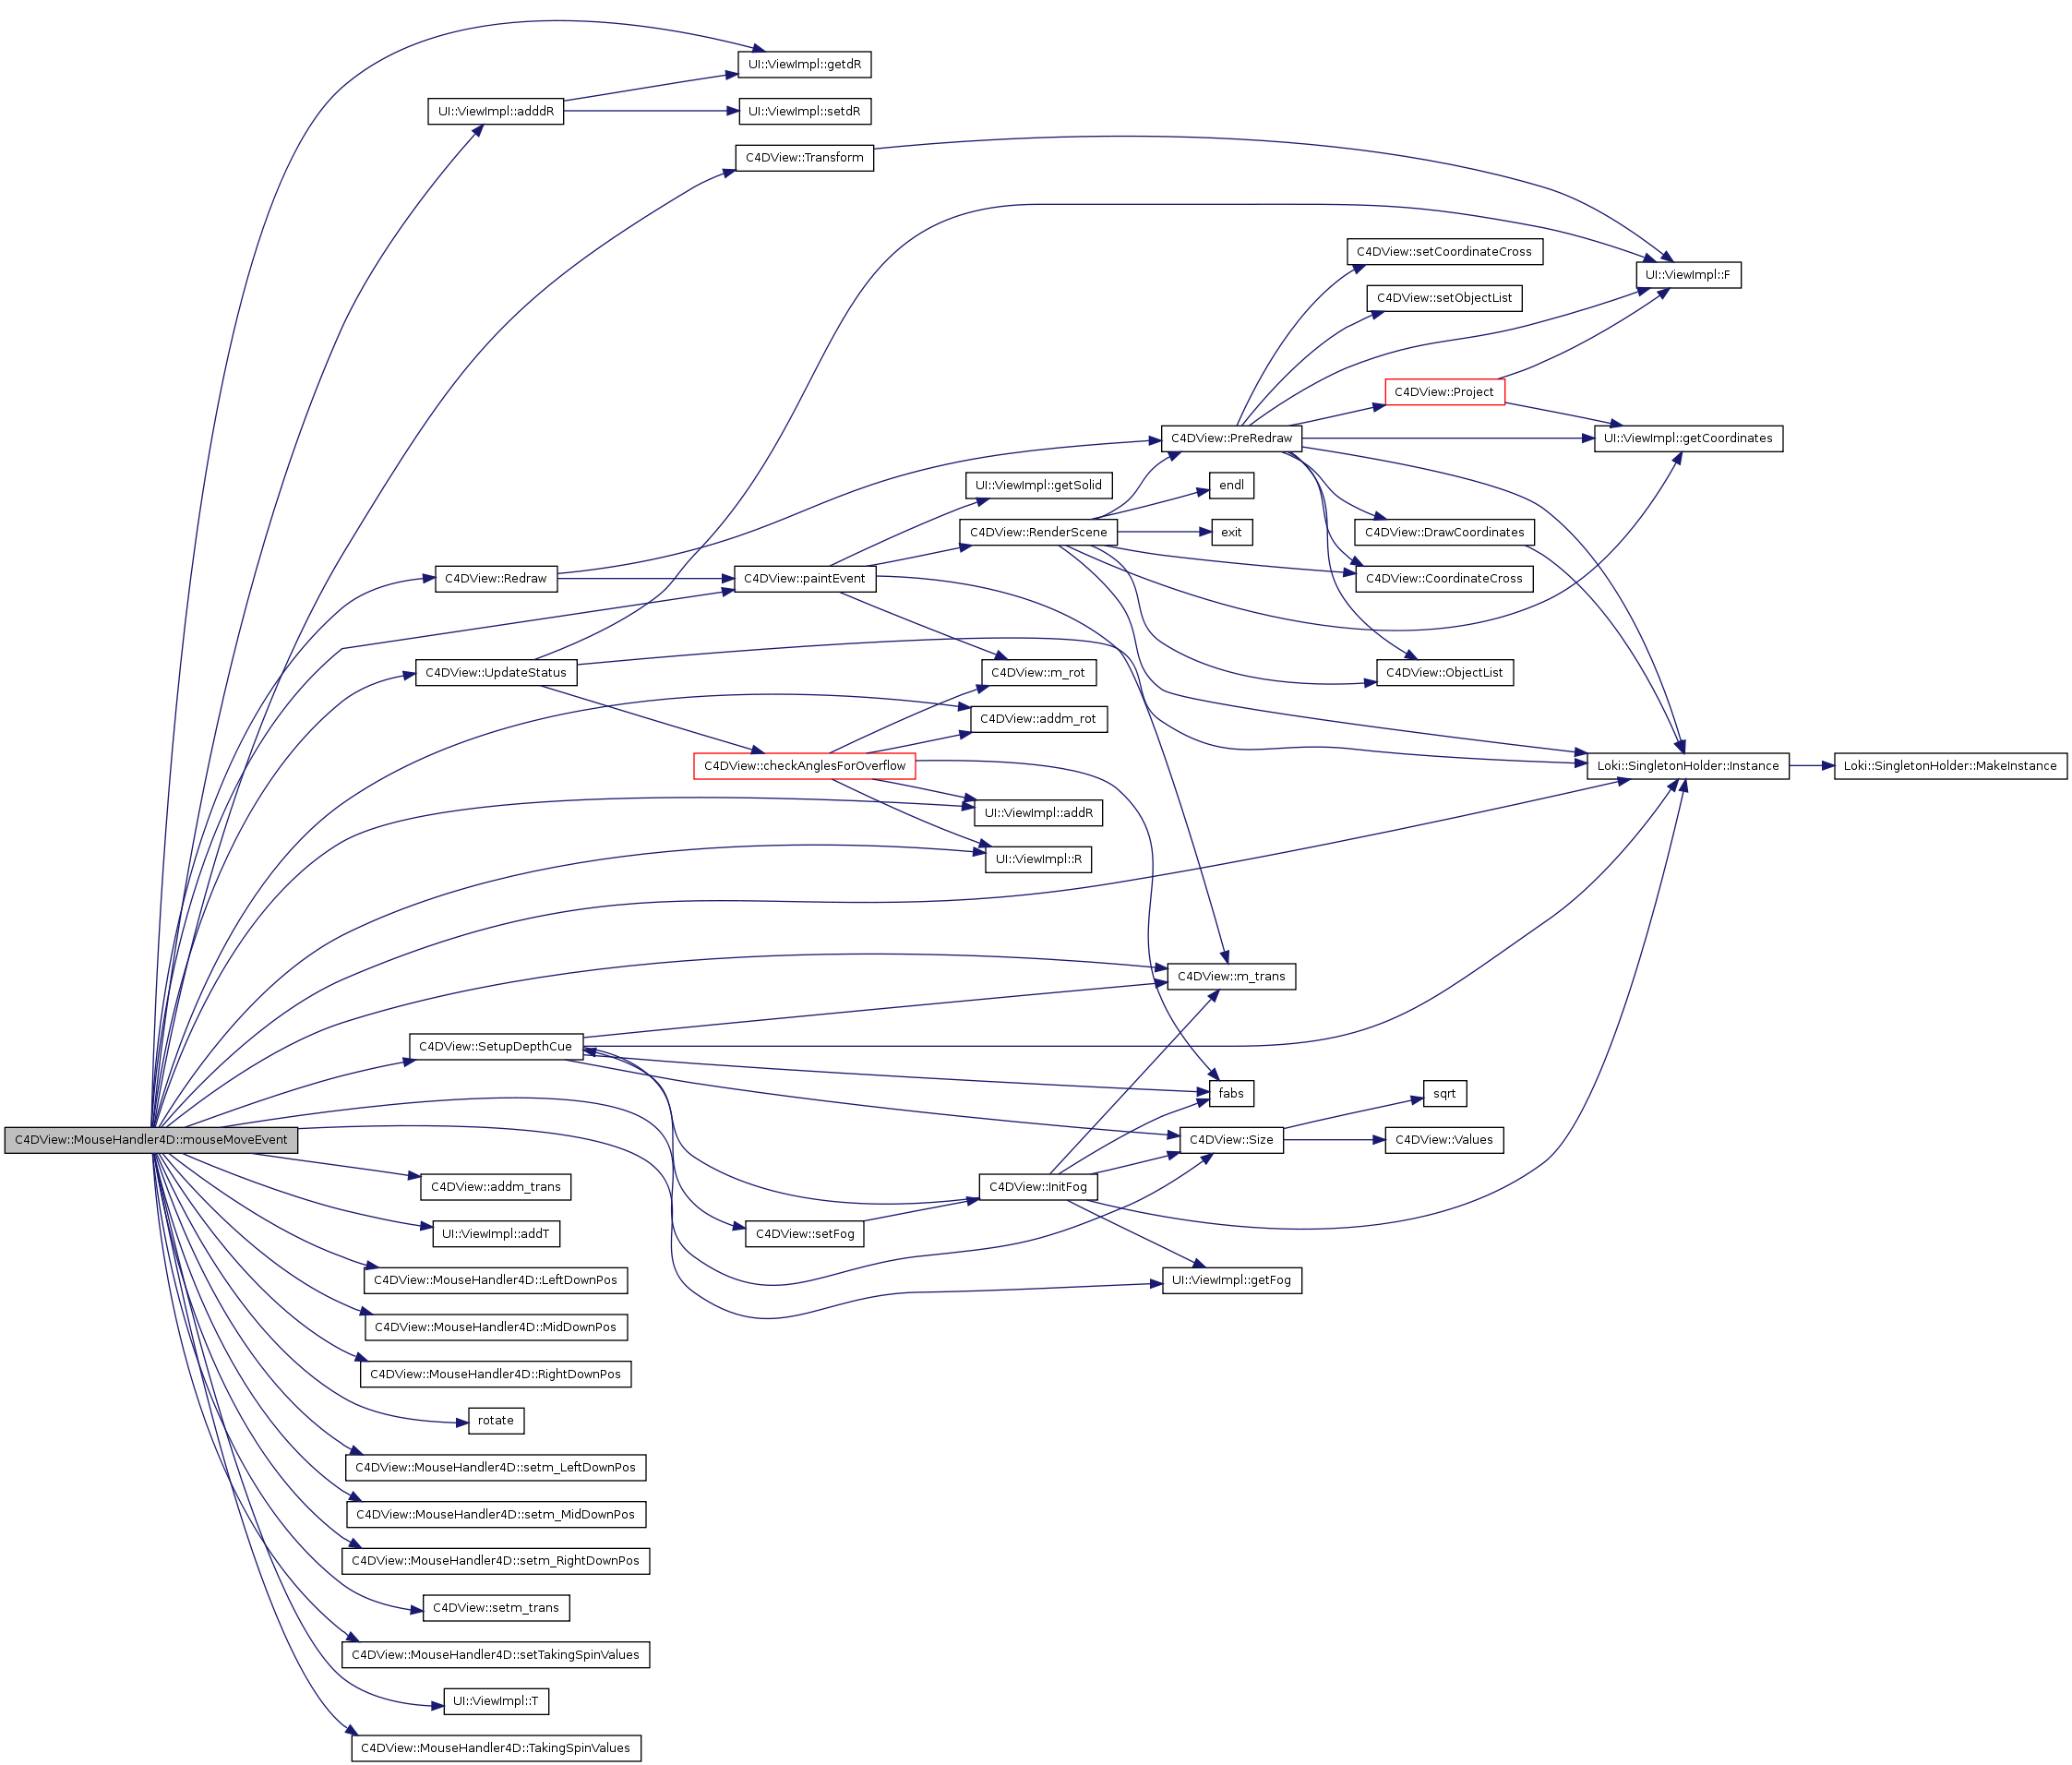 UI::ViewImpl::getdR
UI::ViewImpl::adddR
UI::ViewImpl::setdR
C4DView::Transform
C4DView::setCoordinateCross
UI::ViewImpl::F
C4DView::setObjectList
C4DView::Project
C4DView::PreRedraw
UI::ViewImpl::getCoordinates
UI::ViewImpl::getSolid
endl
C4DView::RenderScene
exit
C4DView::DrawCoordinates
C4DView::Redraw
C4DView::paintEvent
C4DView::CoordinateCross
C4DView::UpdateStatus
C4DView::m_rot
C4DView::ObjectList
C4DView::addm_rot
C4DView::checkAnglesForOverflow
Loki::SingletonHolder::Instance
Loki::SingletonHolder::MakeInstance
UI::ViewImpl::addR
UI::ViewImpl::R
C4DView::m_trans
C4DView::SetupDepthCue
fabs
sqrt
C4DView::MouseHandler4D::mouseMoveEvent
C4DView::Size
C4DView::Values
C4DView::addm_trans
C4DView::InitFog
UI::ViewImpl::addT
C4DView::setFog
C4DView::MouseHandler4D::LeftDownPos
UI::ViewImpl::getFog
C4DView::MouseHandler4D::MidDownPos
C4DView::MouseHandler4D::RightDownPos
rotate
C4DView::MouseHandler4D::setm_LeftDownPos
C4DView::MouseHandler4D::setm_MidDownPos
C4DView::MouseHandler4D::setm_RightDownPos
C4DView::setm_trans
C4DView::MouseHandler4D::setTakingSpinValues
UI::ViewImpl::T
C4DView::MouseHandler4D::TakingSpinValues